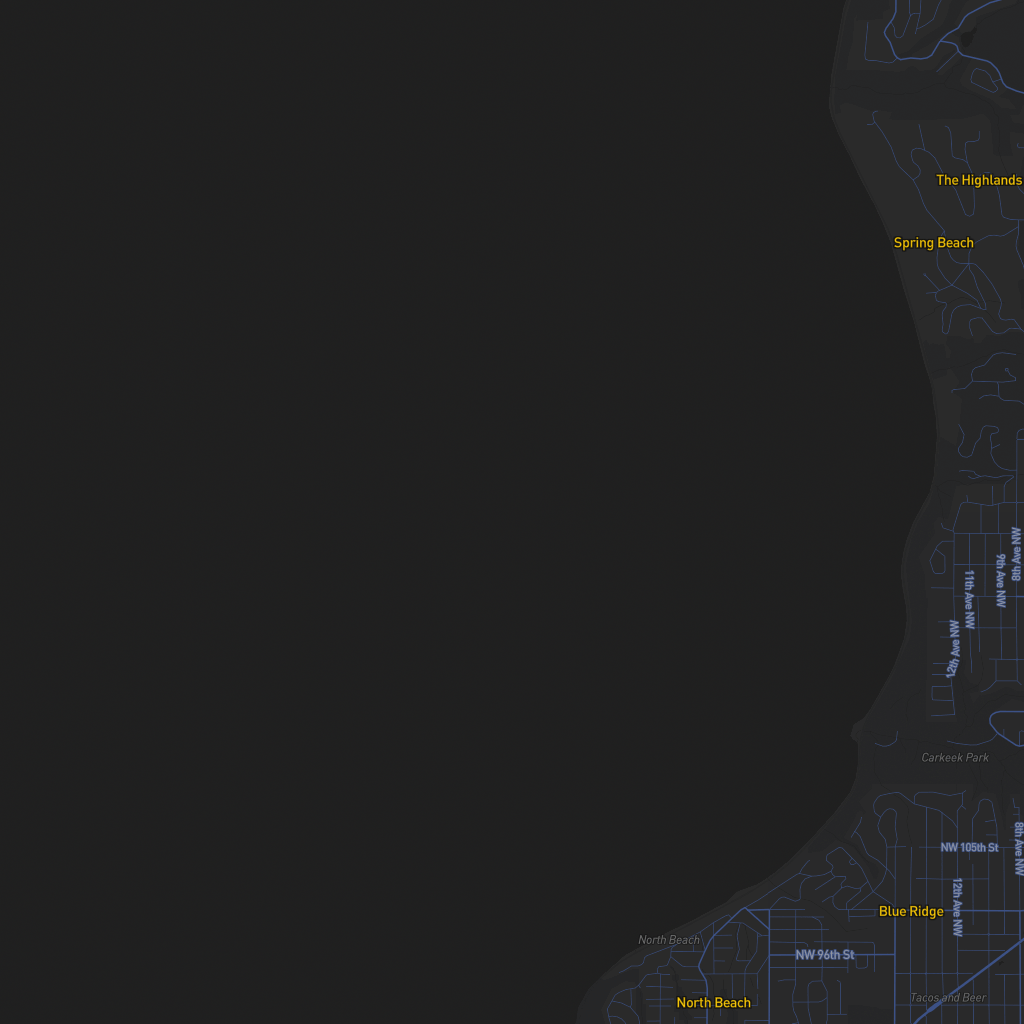 The Highlands
Spring Beach
8th Ave NW
9th Ave NW
11th Ave NW
12th Ave NW
Carkeek Park
8th Ave NW
NW 105th St
12th Ave NW
Blue Ridge
North Beach
NW 96th St
Tacos and Beer
North Beach